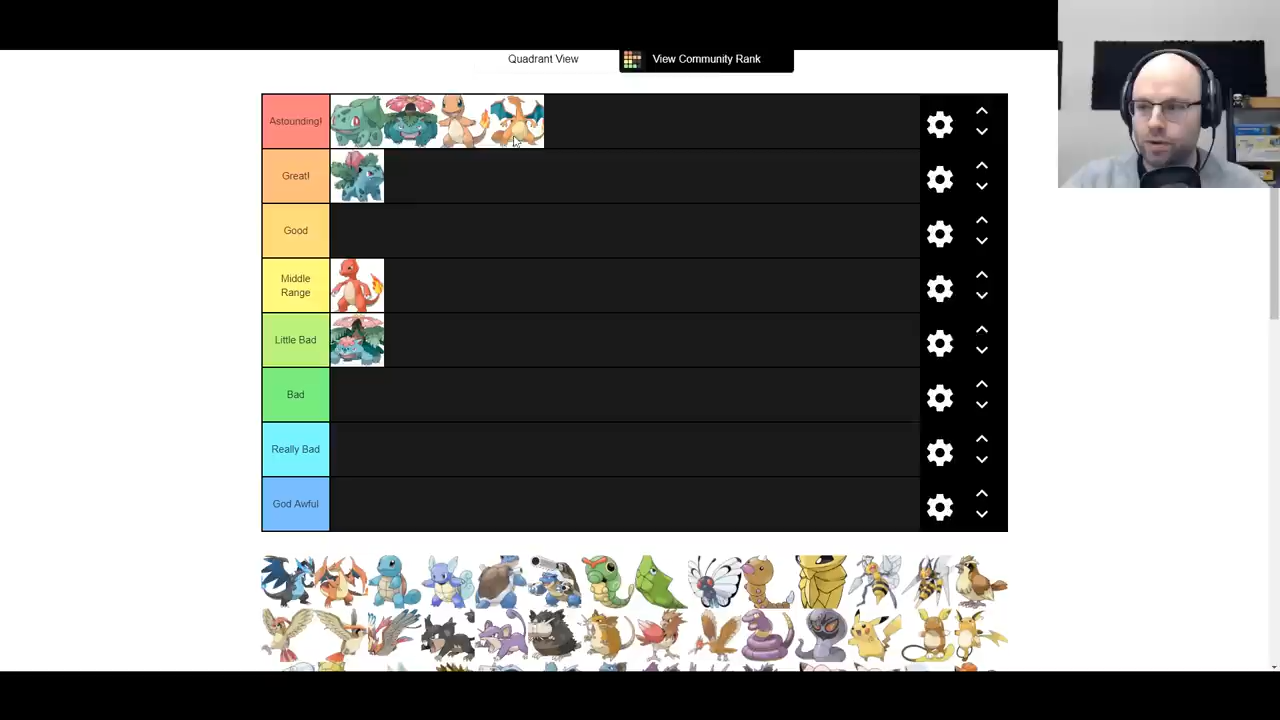 Quadrant View
View Community Rank
Astounding!
Great!
Good
Middle
Range
Little Bad
Bad
Really Bad
God Awful